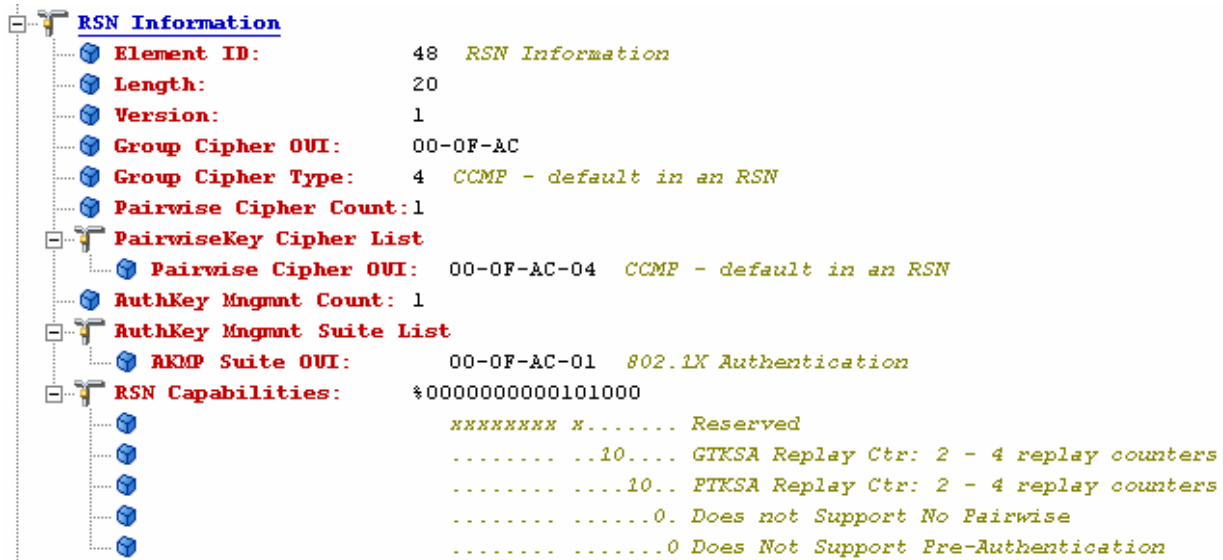 RSN Information
Element ID: 48 RSN Information
Length: 20
Version: 1
Group Cipher OUI: 00-0F-AC
Group Cipher Type: 4 CCMP - default in an RSN
Pairwise Cipher Count:1
PairwiseKey Cipher List
Pairwise Cipher OUI: 00-0F-AC-04 CCMP - default in an RSN
AuthKey Mngmnt Count: 1
AuthKey Mngmnt Suite List
AKMP Suite OUI: 00-0F-AC-01 802.1X Authentication
RSN Capabilities: %0000000000101000
xxxxxxxx x....... Reserved
........ ..10.... GTKSA Replay Ctr: 2 - 4 replay counters
........ ....10.. PTKSA Replay Ctr: 2 - 4 replay counters
........ ......0. Does not Support No Pairwise
........ .......0 Does Not Support Pre-Authentication